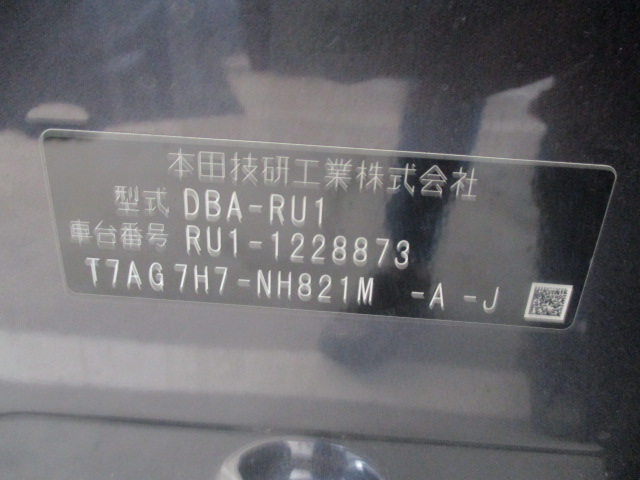 本田技研工業株式会社
型式 DBA-RU1
車台番号 RU1-1228873
T7AG7H7-NH821M -A -J